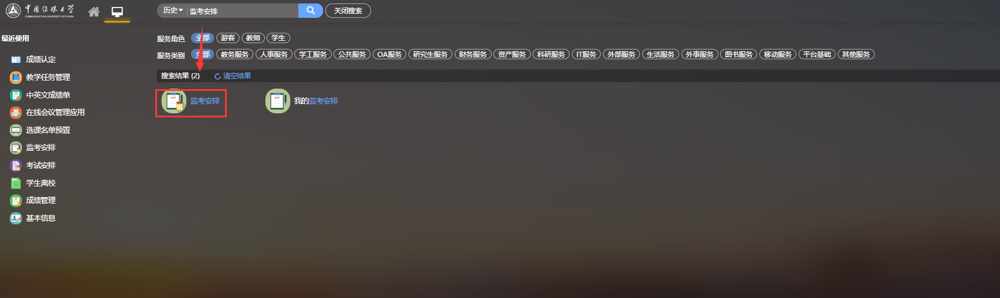 中国传媒大学
COMMUNICATION UNIVERSITY OF CHINA
历史 监考安排 关闭搜索
最近使用
成绩认定
教学任务管理
中英文成绩单
在线会议管理应用
选课名单预置
监考安排
考试安排
学生离校
成绩管理
基本信息
服务角色 全部 游客 教师 学生
服务类别 全部 教务服务 人事服务 学工服务 公共服务 OA服务 研究生服务 财务服务 资产服务 科研服务 IT服务 外部服务 生活服务 外事服务 图书服务 移动服务 平台基础 其他服务
搜索结果 (2) 清空结果
监考安排 我的监考安排